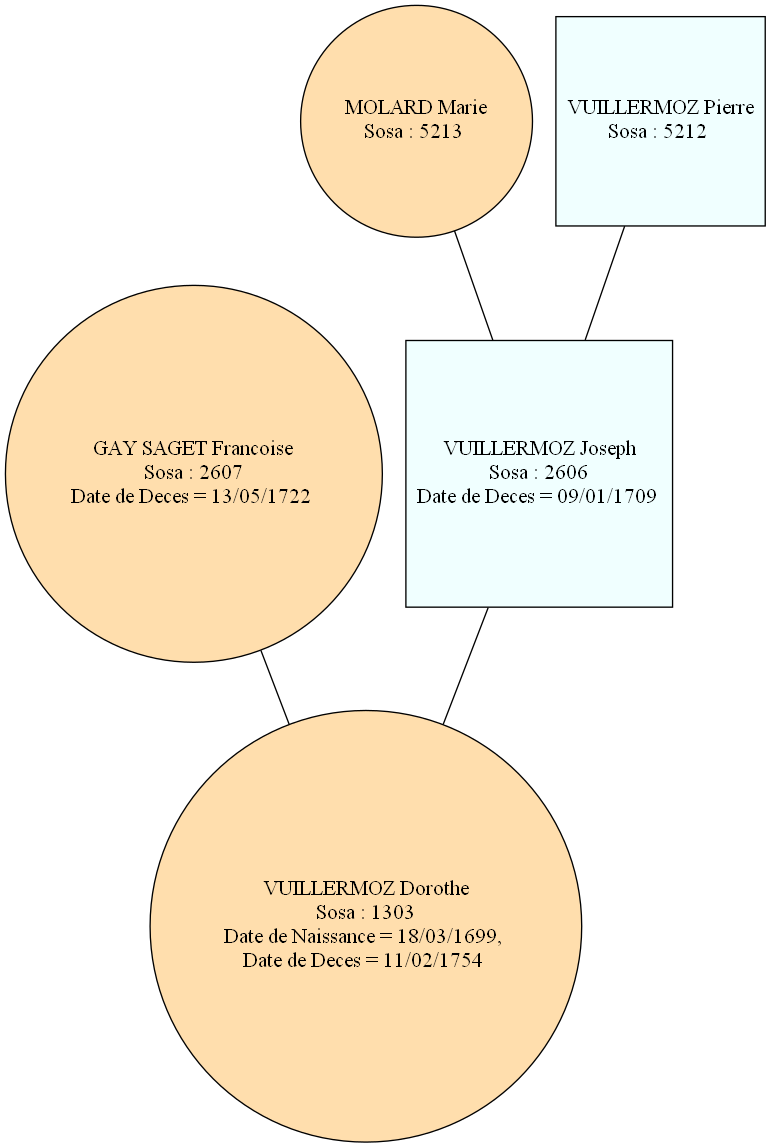 MOLARD Marie
Sosa : 5213
VUILLERMOZ Pierre
Sosa : 5212
GAY SAGET Francoise
Sosa : 2607
Date de Deces = 13/05/1722
VUILLERMOZ Joseph
Sosa : 2606
Date de Deces = 09/01/1709
VUILLERMOZ Dorothe
Sosa : 1303
Date de Naissance = 18/03/1699,
Date de Deces = 11/02/1754